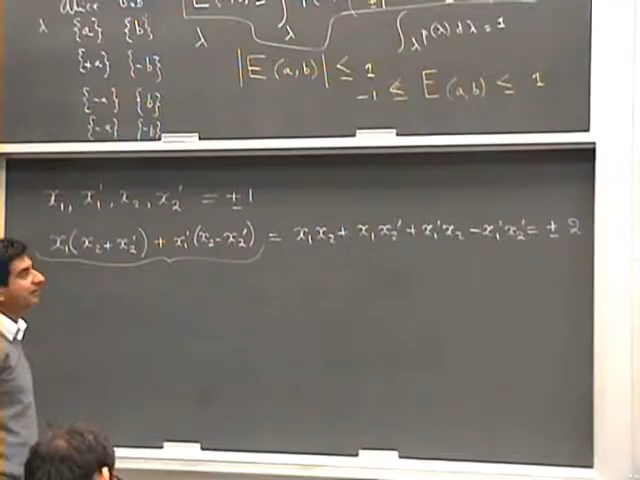 Alice Bob
λ {a} {b}
{+a} {-b}
{-a} {b}
{-a} {-b}
λ λ ∫_λ ρ(λ) dλ = 1
|E(a,b)| ≤ 1
-1 ≤ E(a,b) ≤ 1
x₁, x₁', x₂, x₂' = ±1
x₁(x₂+x₂') + x₁'(x₂-x₂') = x₁x₂ + x₁x₂' + x₁'x₂ - x₁'x₂' = ± 2